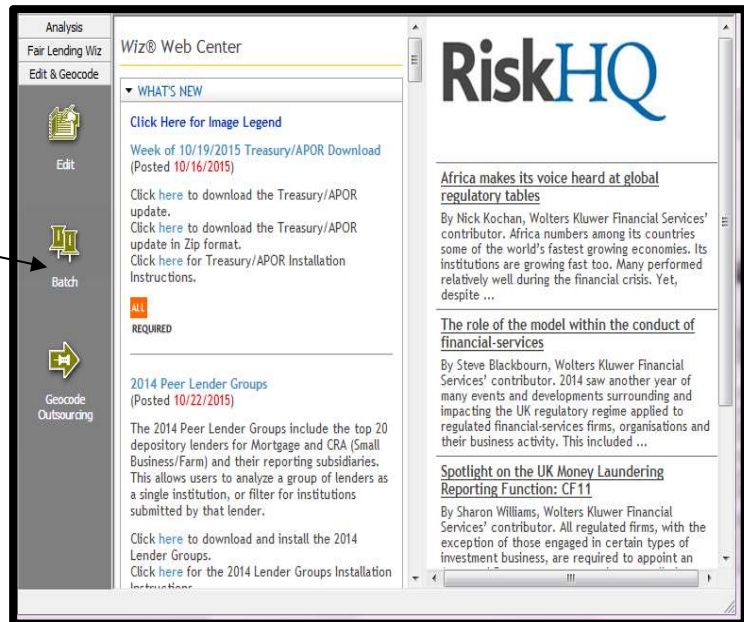 Analysis
Fair Lending Wiz
Edit & Geocode
Edit
Batch
Geocode
Outsourcing
Wiz® Web Center
WHAT'S NEW
Click Here for Image Legend
Week of 10/19/2015 Treasury/APOR Download
(Posted 10/16/2015)
Click here to download the Treasury/APOR
update.
Click here to download the Treasury/APOR
update in Zip format.
Click here for Treasury/APOR Installation
Instructions.
ALL
REQUIRED
2014 Peer Lender Groups
(Posted 10/22/2015)
The 2014 Peer Lender Groups include the top 20
depository lenders for Mortgage and CRA (Small
Business/Farm) and their reporting subsidiaries.
This allows users to analyze a group of lenders as
a single institution, or filter for institutions
submitted by that lender.
Click here to download and install the 2014
Lender Groups.
Click here for the 2014 Lender Groups Installation
RiskHQ
Africa makes its voice heard at global
regulatory tables
By Nick Kochan, Wolters Kluwer Financial Services'
contributor. Africa numbers among its countries
some of the world's fastest growing economies. Its
institutions are growing fast too. Many performed
relatively well during the financial crisis. Yet,
despite ...
The role of the model within the conduct of
financial-services
By Steve Blackbourn, Wolters Kluwer Financial
Services' contributor. 2014 saw another year of
many events and developments surrounding and
impacting the UK regulatory regime applied to
regulated financial-services firms, organisations and
their business activity. This included ...
Spotlight on the UK Money Laundering
Reporting Function: CF11
By Sharon Williams, Wolters Kluwer Financial
Services' contributor. All regulated firms, with the
exception of those engaged in certain types of
investment business, are required to appoint an